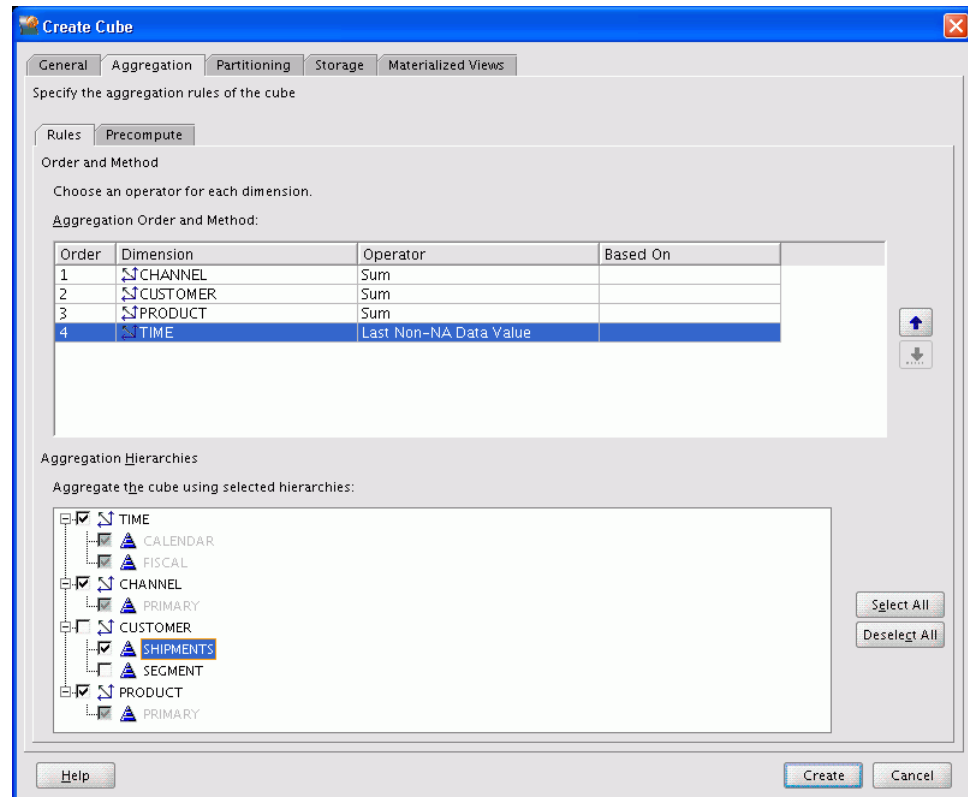 Create Cube
General Aggregation Partitioning Storage Materialized Views
Specify the aggregation rules of the cube
Rules Precompute
Order and Method
Choose an operator for each dimension.
Aggregation Order and Method:
Order Dimension Operator Based On
1 CHANNEL Sum
2 CUSTOMER Sum
3 PRODUCT Sum
4 TIME Last Non-NA Data Value
Aggregation Hierarchies
Aggregate the cube using selected hierarchies:
TIME
CALENDAR
FISCAL
CHANNEL
PRIMARY
CUSTOMER
SHIPMENTS
SEGMENT
PRODUCT
PRIMARY
Select All
Deselect All
Help Create Cancel